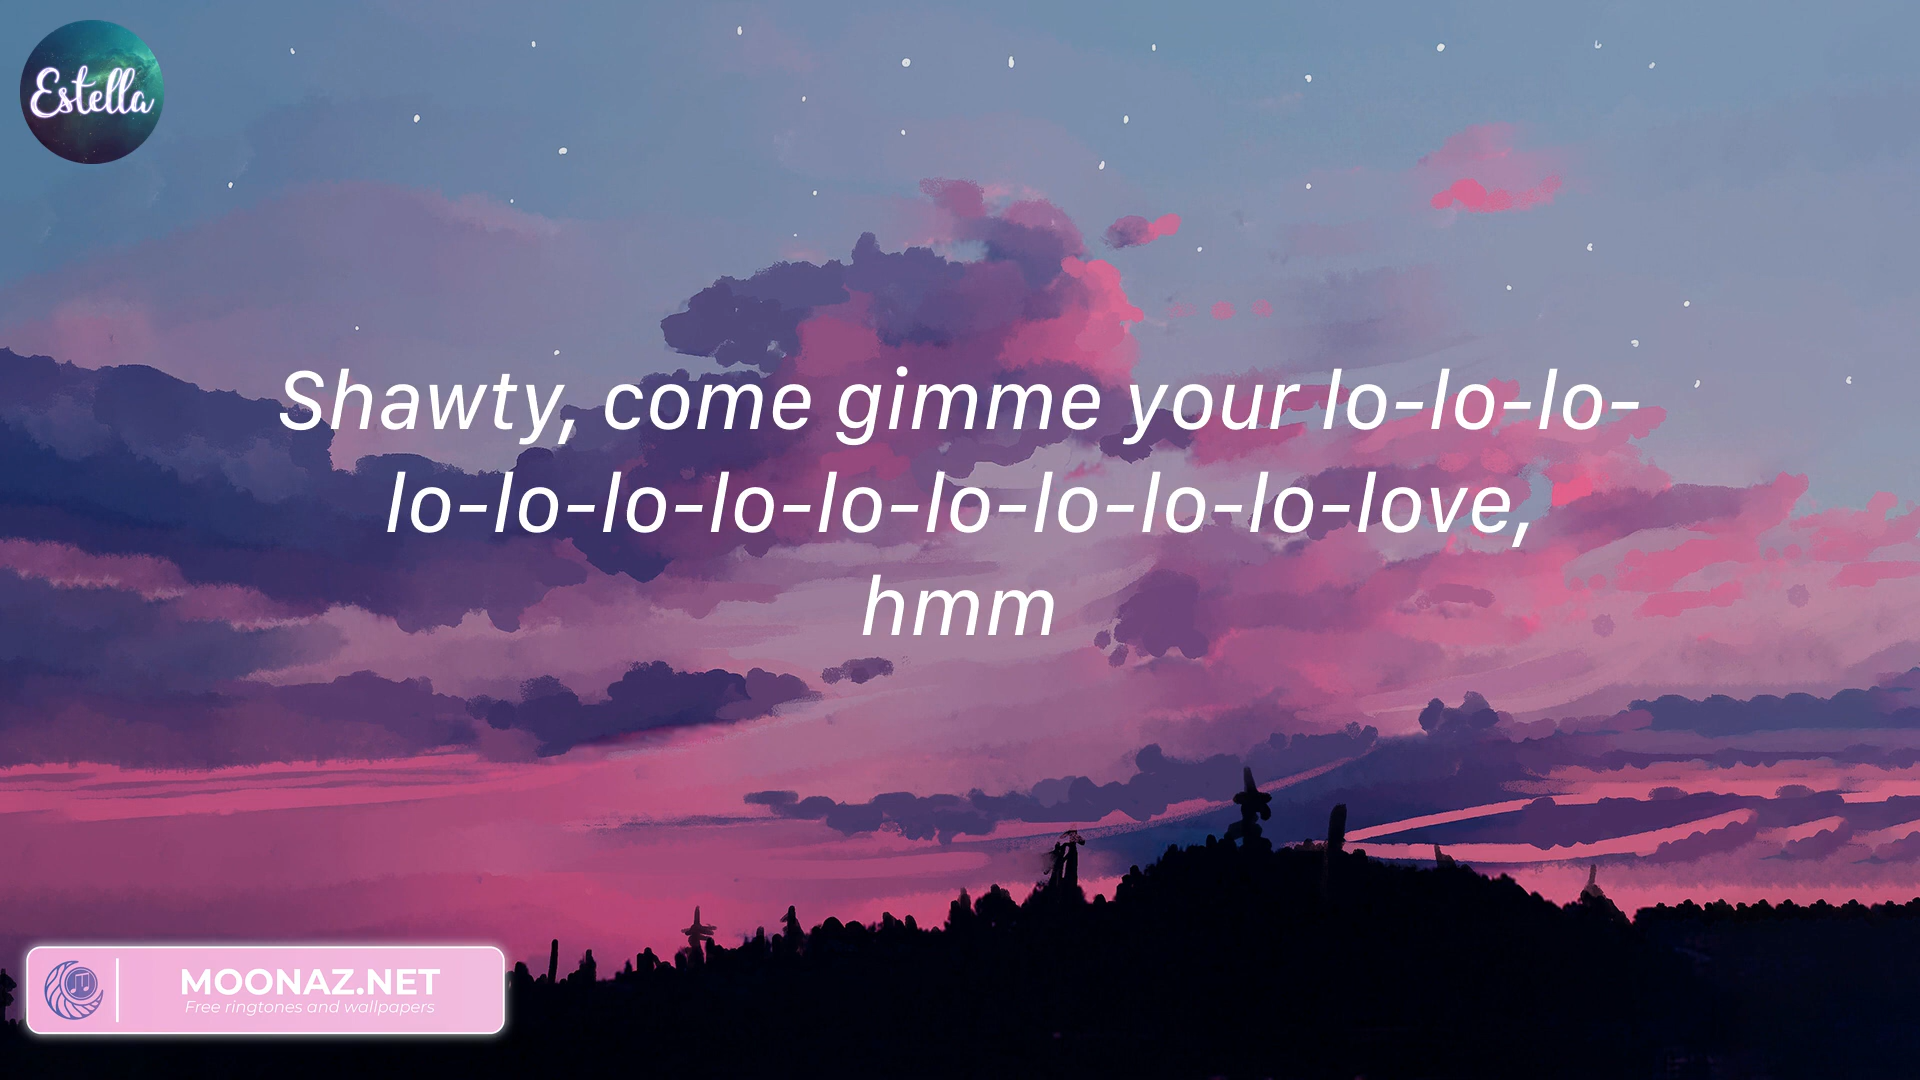 Estella
Shawty, come gimme your lo-lo-lo-
lo-lo-lo-lo-lo-lo-lo-lo-lo-love,
hmm
MOONAZ.NET
Free ringtones and wallpapers